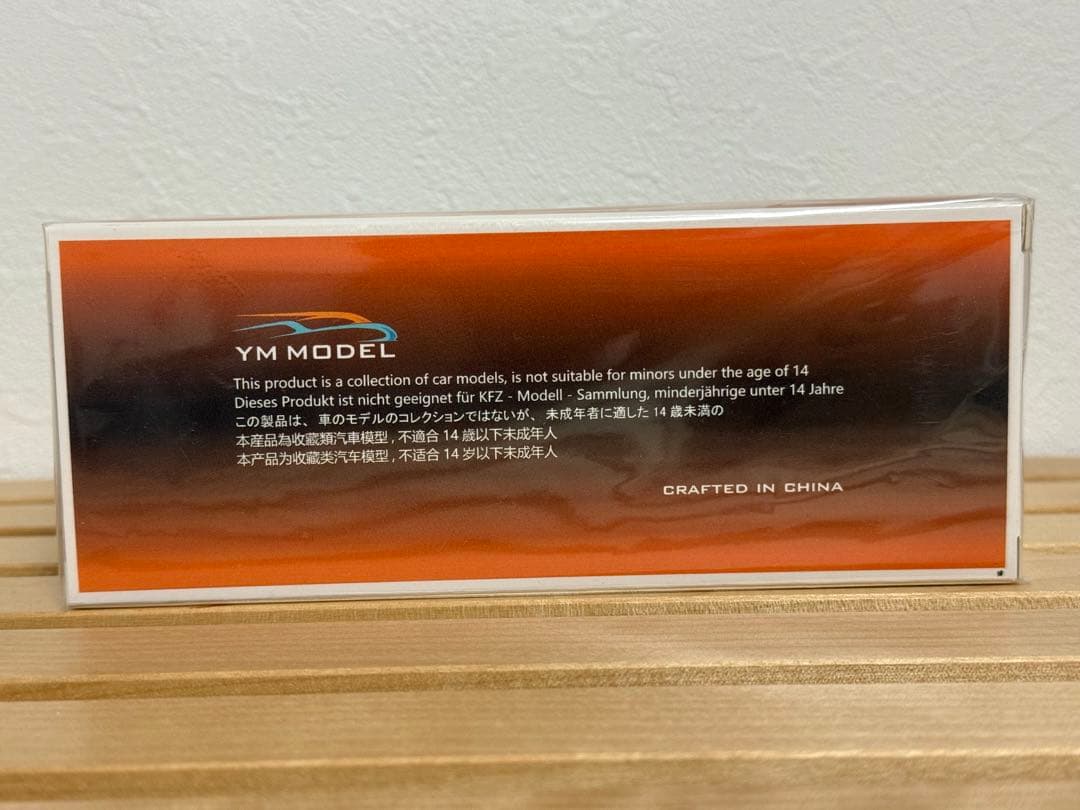 YM MODEL
This product is a collection of car models, is not suitable for minors under the age of 14
Dieses Produkt ist nicht geeignet für KFZ - Modell - Sammlung, minderjährige unter 14 Jahre
この製品は、車のモデルのコレクションではないが、未成年者に適した 14 歳未満の
本産品為收藏類汽車模型 , 不適合 14 歲以下未成年人
本产品为收藏类汽车模型 , 不适合 14 岁以下未成年人
CRAFTED IN CHINA